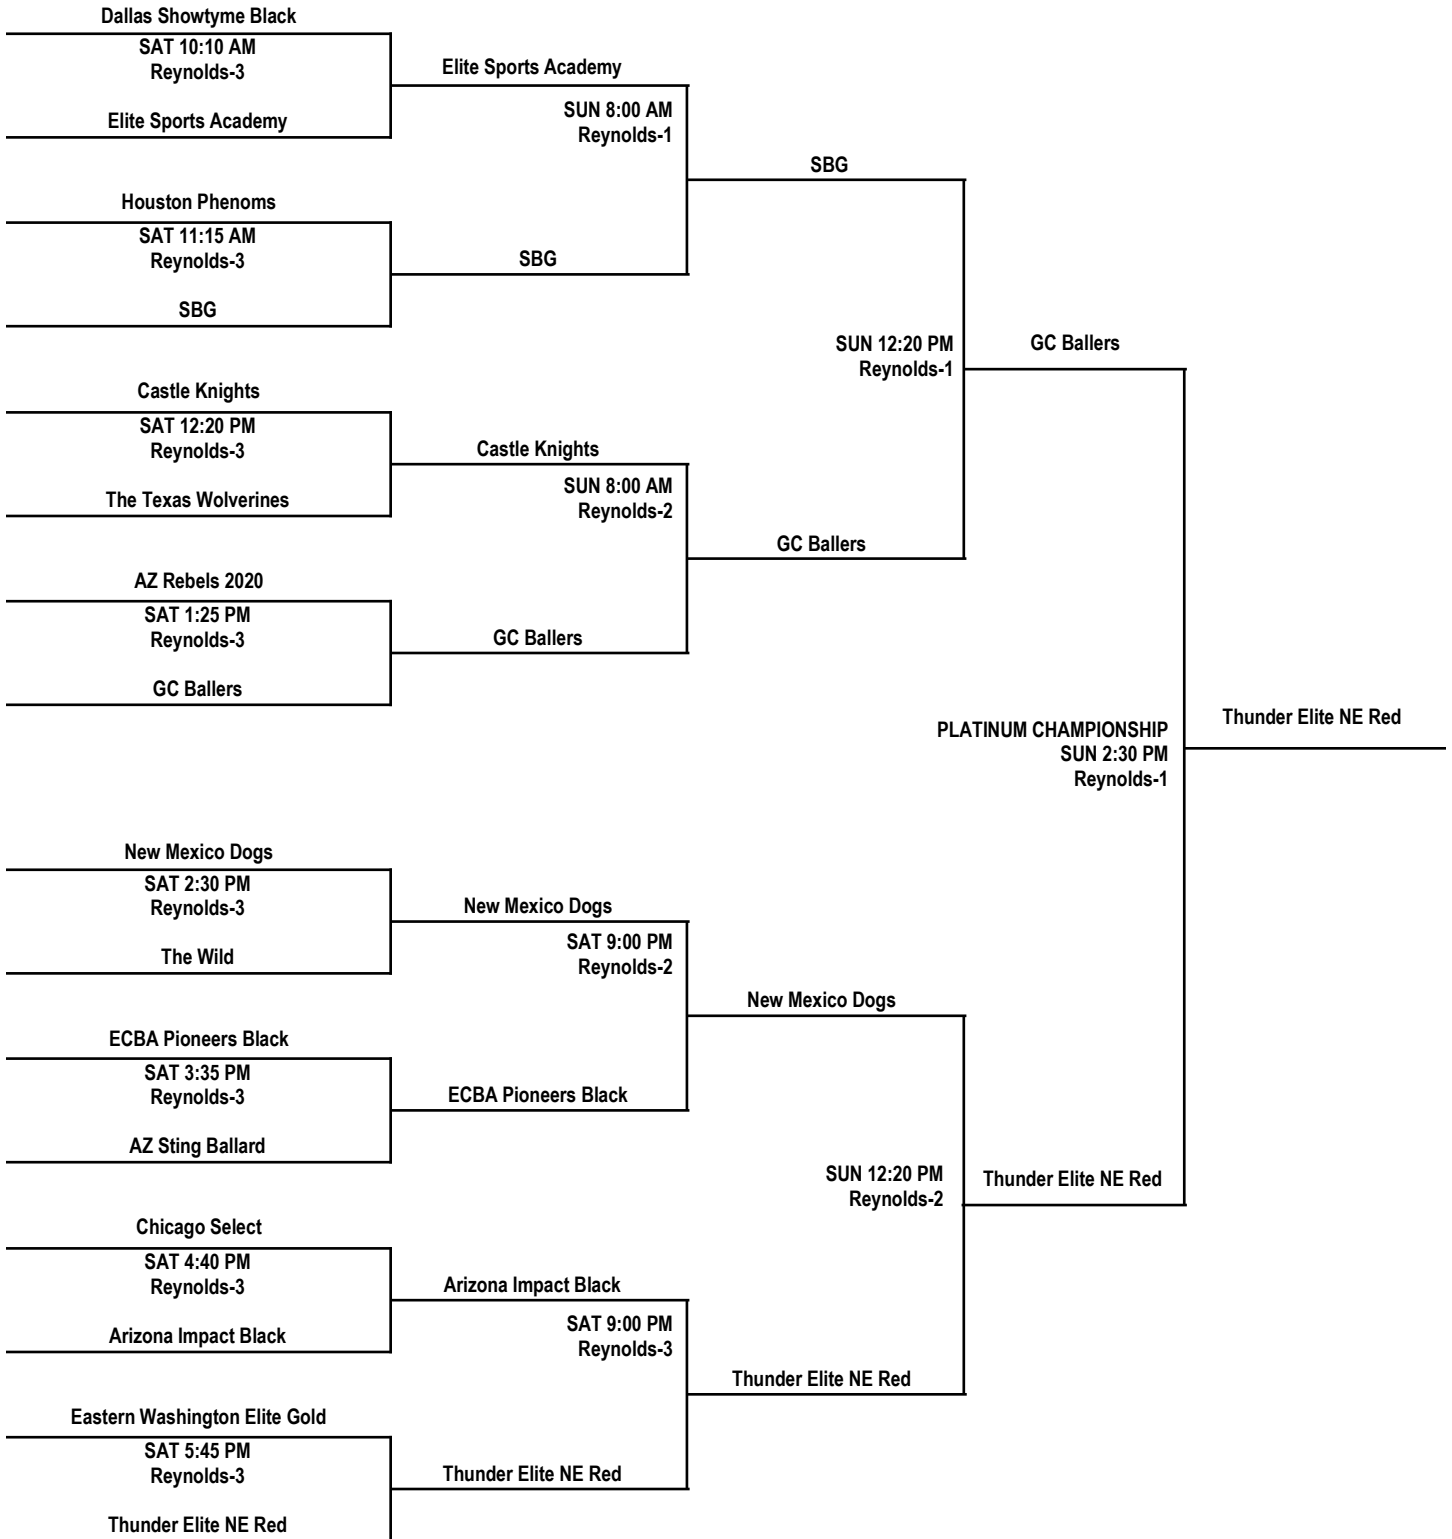 Dallas Showtyme Black
SAT 10:10 AM
Reynolds-3
Elite Sports Academy
Elite Sports Academy
SUN 8:00 AM
Reynolds-1
SBG
Houston Phenoms
SAT 11:15 AM
Reynolds-3
SBG
SBG
SUN 12:20 PM
Reynolds-1
GC Ballers
Castle Knights
SAT 12:20 PM
Reynolds-3
Castle Knights
The Texas Wolverines
SUN 8:00 AM
Reynolds-2
GC Ballers
AZ Rebels 2020
SAT 1:25 PM
Reynolds-3
GC Ballers
GC Ballers
PLATINUM CHAMPIONSHIP
SUN 2:30 PM
Reynolds-1
Thunder Elite NE Red
New Mexico Dogs
SAT 2:30 PM
Reynolds-3
New Mexico Dogs
The Wild
SAT 9:00 PM
Reynolds-2
New Mexico Dogs
ECBA Pioneers Black
SAT 3:35 PM
Reynolds-3
ECBA Pioneers Black
AZ Sting Ballard
SUN 12:20 PM
Reynolds-2
Thunder Elite NE Red
Chicago Select
SAT 4:40 PM
Reynolds-3
Arizona Impact Black
Arizona Impact Black
SAT 9:00 PM
Reynolds-3
Thunder Elite NE Red
Eastern Washington Elite Gold
SAT 5:45 PM
Reynolds-3
Thunder Elite NE Red
Thunder Elite NE Red